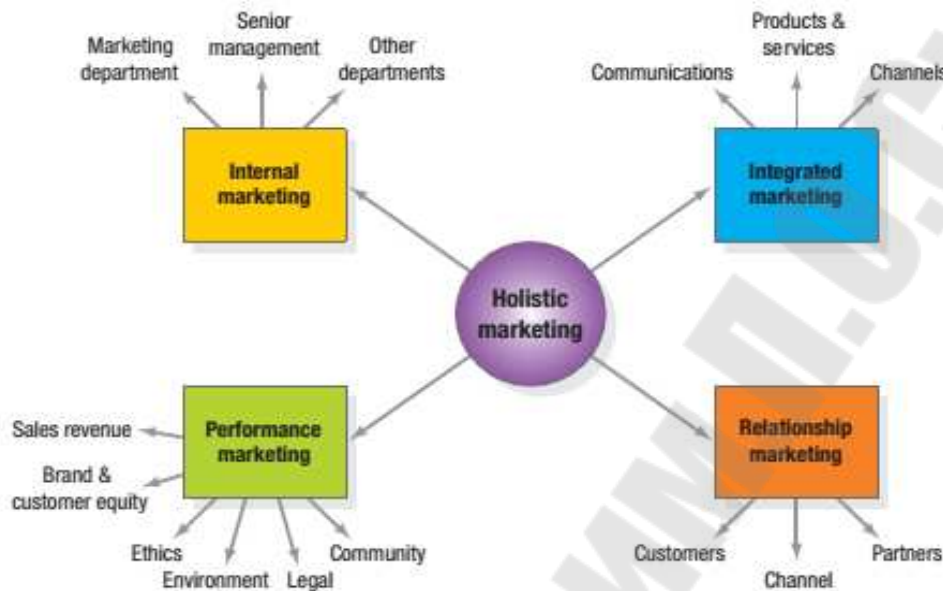 Senior
management
Marketing
department
Other
departments
Internal
marketing
Products &
services
Communications
Channels
Integrated
marketing
Holistic
marketing
Performance
marketing
Sales revenue
Brand &
customer equity
Ethics
Environment
Legal
Community
Relationship
marketing
Customers
Channel
Partners